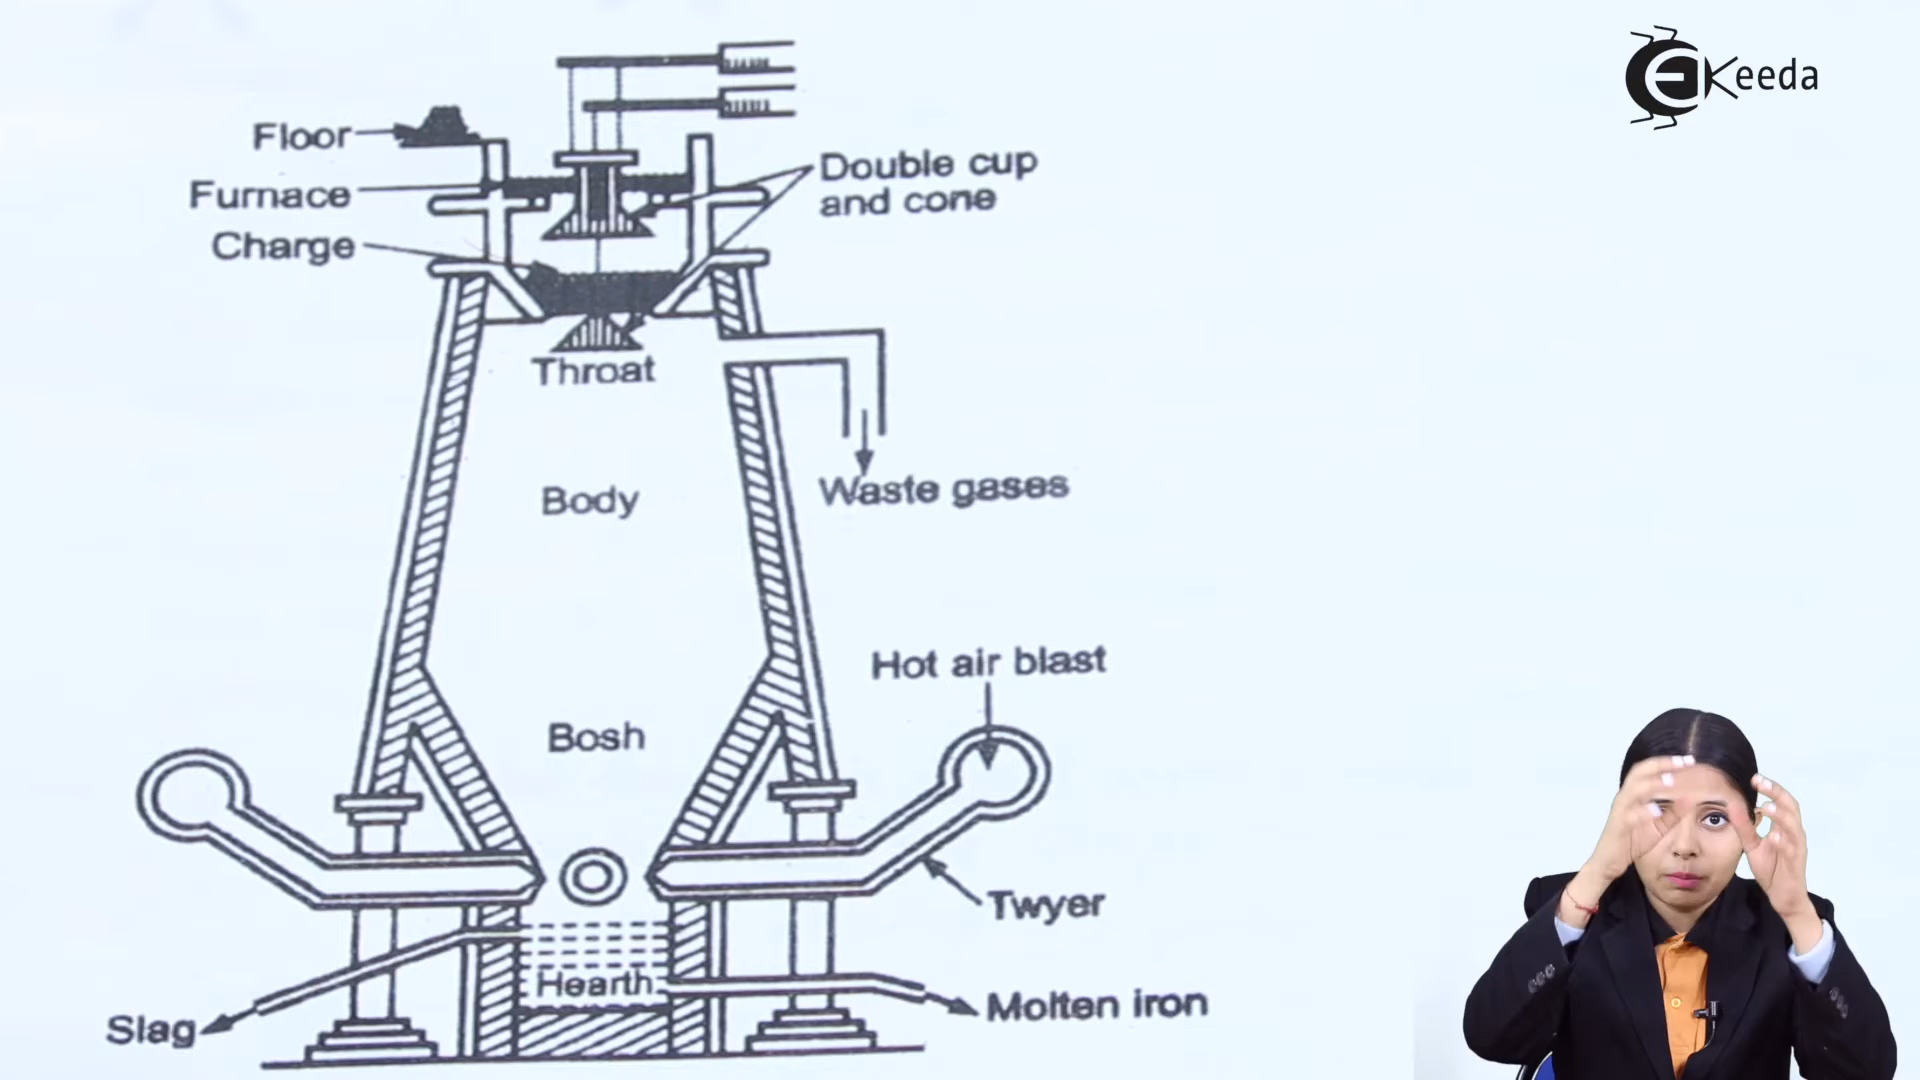 EKeeda
Floor
Furnace
Charge
Double cup
and cone
Throat
Body
Waste gases
Hot air blast
Bosh
Twyer
Hearth
Slag
Molten iron